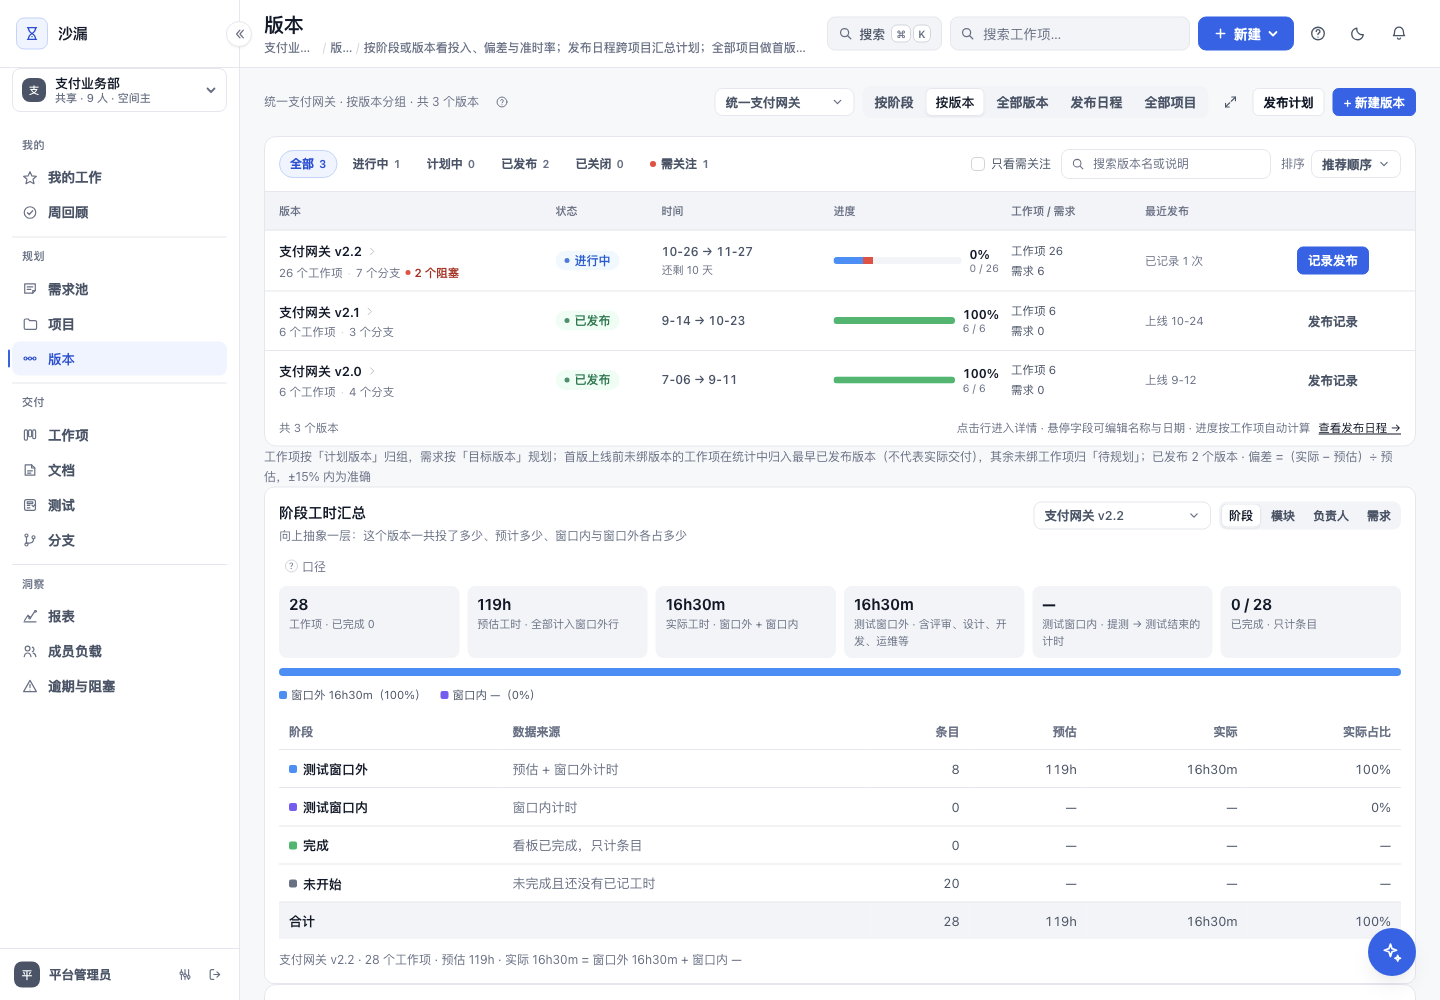 沙漏
支
支付业务部
共享 · 9 人 · 空间主
我的
我的工作
周回顾
规划
需求池
项目
版本
交付
工作项
文档
测试
分支
洞察
报表
成员负载
逾期与阻塞
平
平台管理员
版本
支付业... / 版... / 按阶段或版本看投入、偏差与准时率；发布日程跨项目汇总计划；全部项目做首版...
搜索 ⌘ K
搜索工作项...
+ 新建
统一支付网关 · 按版本分组 · 共 3 个版本
统一支付网关
按阶段 按版本 全部版本 发布日程 全部项目
发布计划
+ 新建版本
全部 3 进行中 1 计划中 0 已发布 2 已关闭 0 需关注 1
只看需关注
搜索版本名或说明
排序 推荐顺序
版本 状态 时间 进度 工作项 / 需求 最近发布
支付网关 v2.2
26 个工作项 · 7 个分支 2 个阻塞
进行中
10-26 → 11-27
还剩 10 天
0%
0 / 26
工作项 26
需求 6
已记录 1 次
记录发布
支付网关 v2.1
6 个工作项 · 3 个分支
已发布
9-14 → 10-23
100%
6 / 6
工作项 6
需求 0
上线 10-24
发布记录
支付网关 v2.0
6 个工作项 · 4 个分支
已发布
7-06 → 9-11
100%
6 / 6
工作项 6
需求 0
上线 9-12
发布记录
共 3 个版本
点击行进入详情 · 悬停字段可编辑名称与日期 · 进度按工作项自动计算 查看发布日程 →
工作项按「计划版本」归组，需求按「目标版本」规划；首版上线前未绑版本的工作项在统计中归入最早已发布版本（不代表实际交付），其余未绑工作项归「待规划」；已发布 2 个版本 · 偏差 =（实际 − 预估）÷ 预
估，±15% 内为准确
阶段工时汇总
向上抽象一层：这个版本一共投了多少、预计多少、窗口内与窗口外各占多少
支付网关 v2.2
阶段 模块 负责人 需求
? 口径
28
工作项 · 已完成 0
119h
预估工时 · 全部计入窗口外行
16h30m
实际工时 · 窗口外 + 窗口内
16h30m
测试窗口外 · 含评审、设计、开
发、运维等
—
测试窗口内 · 提测 → 测试结束的
计时
0 / 28
已完成 · 只计条目
窗口外 16h30m（100%） 窗口内 —（0%）
阶段 数据来源 条目 预估 实际 实际占比
测试窗口外 预估 + 窗口外计时 8 119h 16h30m 100%
测试窗口内 窗口内计时 0 — — 0%
完成 看板已完成，只计条目 0 — — —
未开始 未完成且还没有已记工时 20 — — —
合计 28 119h 16h30m 100%
支付网关 v2.2 · 28 个工作项 · 预估 119h · 实际 16h30m = 窗口外 16h30m + 窗口内 —